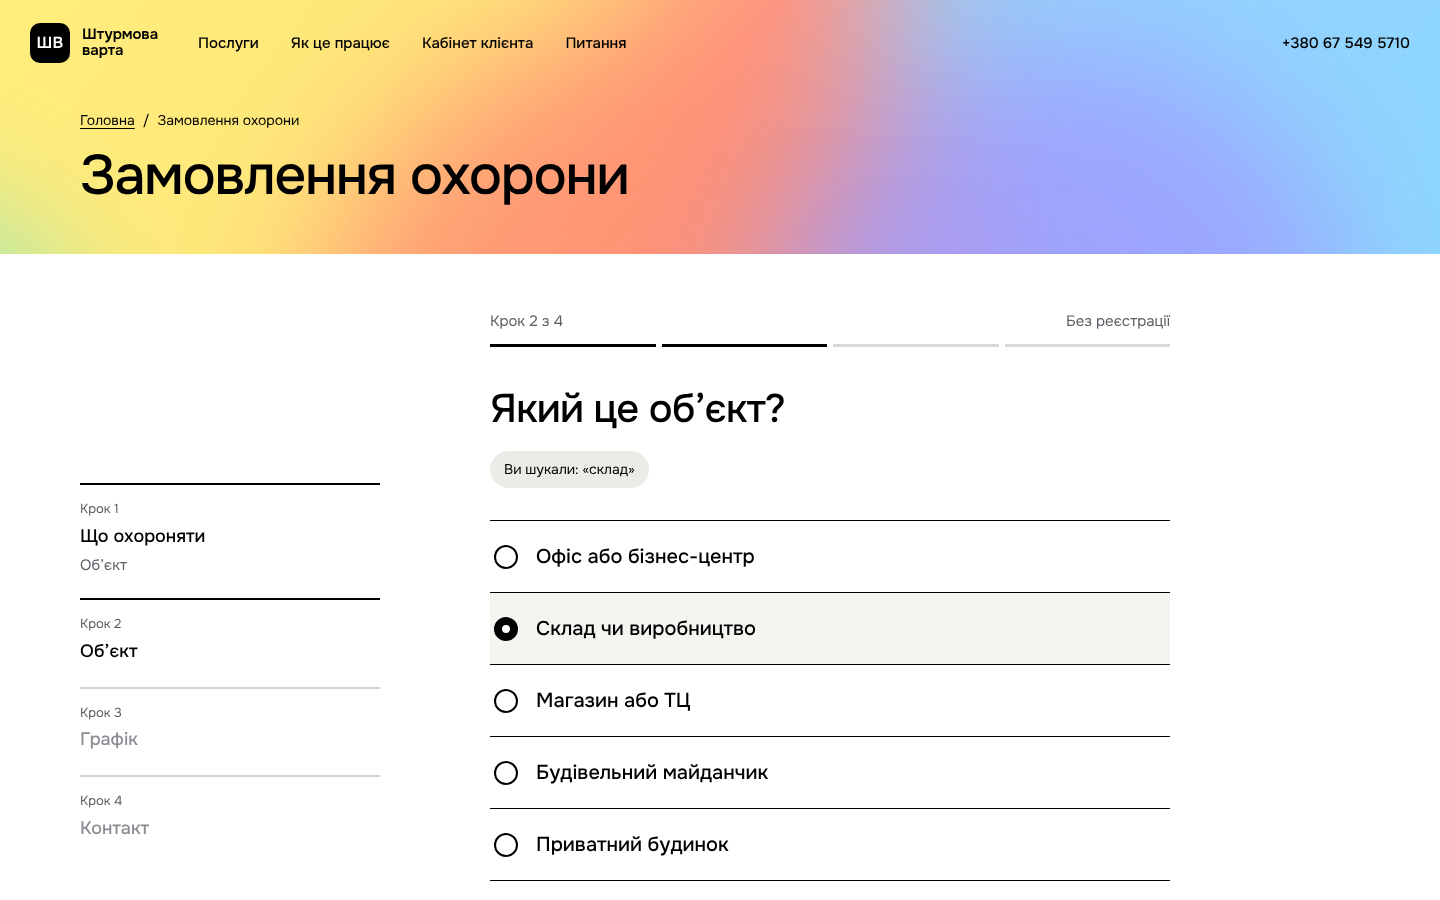 ШВ
Штурмова
варта
Послуги
Як це працює
Кабінет клієнта
Питання
+380 67 549 5710
Головна / Замовлення охорони
Замовлення охорони
Крок 2 з 4
Без реєстрації
Який це об’єкт?
Ви шукали: «склад»
Крок 1
Що охороняти
Об’єкт
Крок 2
Об’єкт
Крок 3
Графік
Крок 4
Контакт
Офіс або бізнес-центр
Склад чи виробництво
Магазин або ТЦ
Будівельний майданчик
Приватний будинок